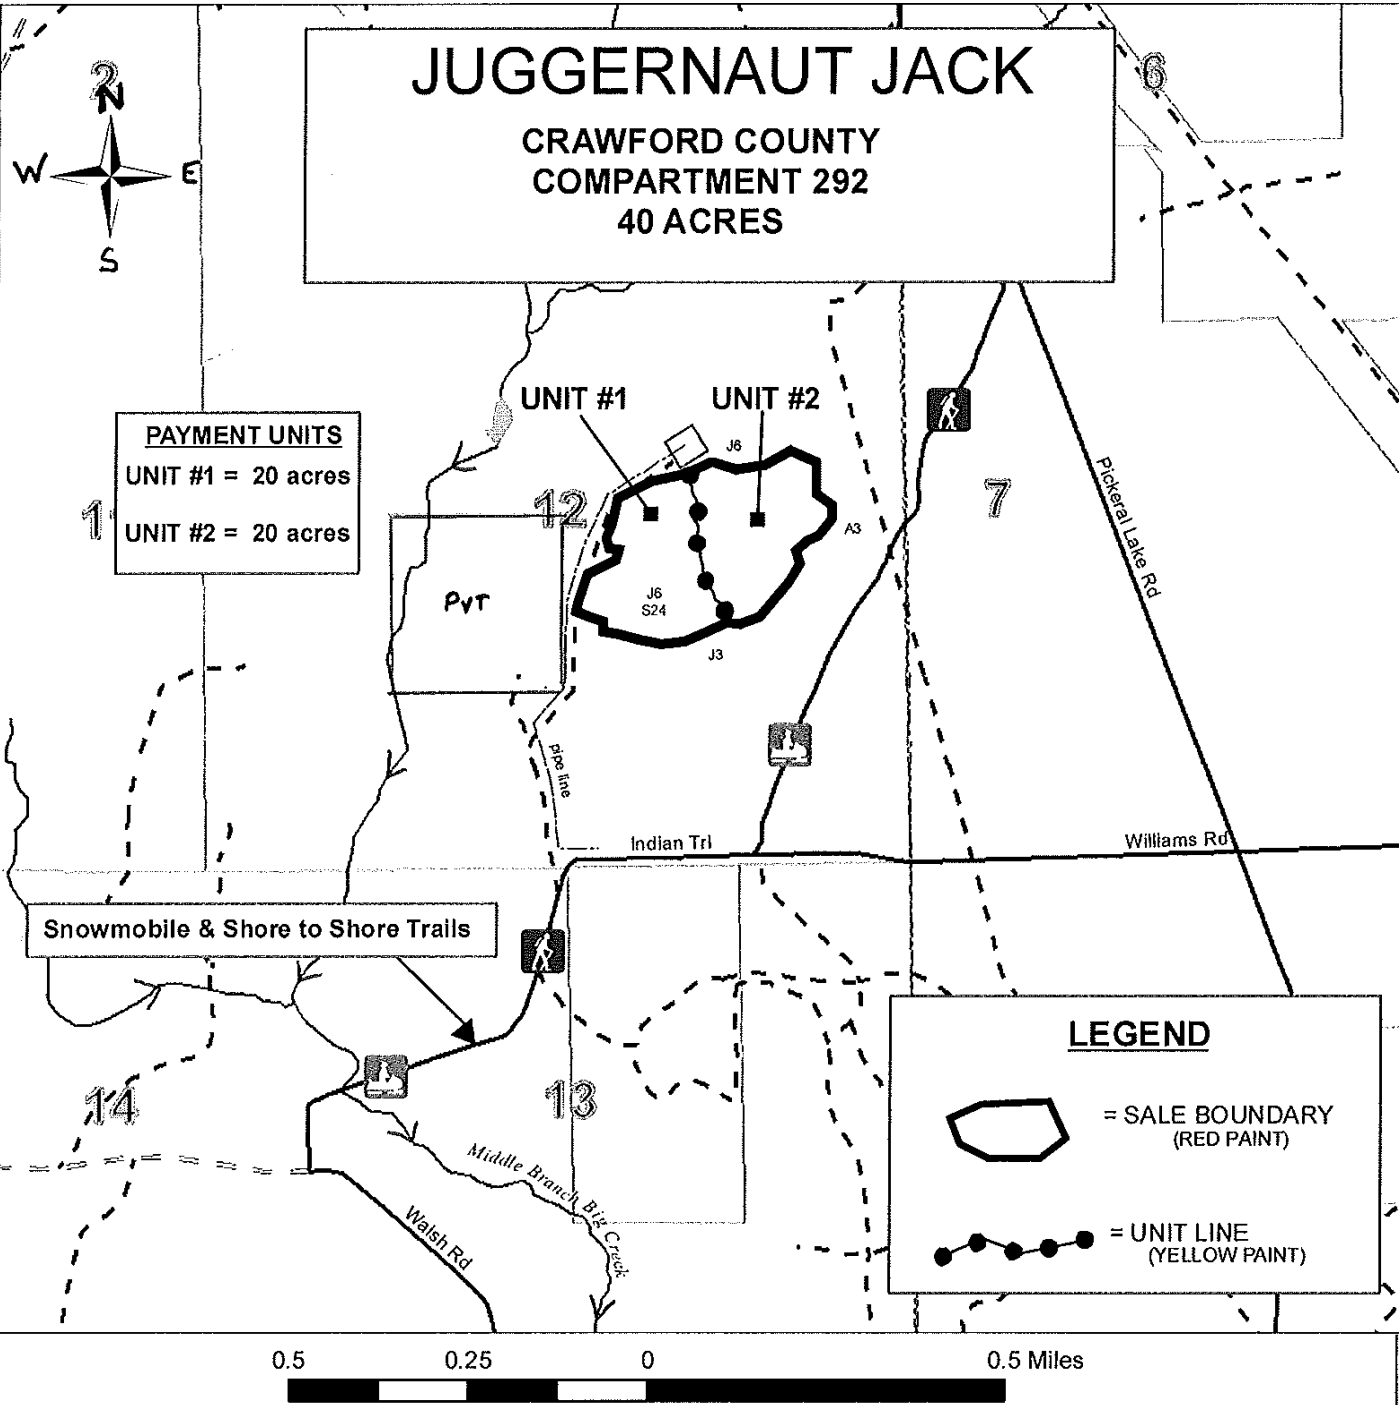 JUGGERNAUT JACK
CRAWFORD COUNTY
COMPARTMENT 292
40 ACRES
2
N
W E
S
6
UNIT #1 UNIT #2
PAYMENT UNITS
UNIT #1 = 20 acres
UNIT #2 = 20 acres
1
12
7
J6
A3
J6
S24
J3
PVT
Pickeral Lake Rd
pipe line
Indian Trl
Williams Rd
Snowmobile & Shore to Shore Trails
14
13
Middle Branch Big Creek
Walsh Rd
LEGEND
= SALE BOUNDARY
(RED PAINT)
= UNIT LINE
(YELLOW PAINT)
0.5 0.25 0 0.5 Miles